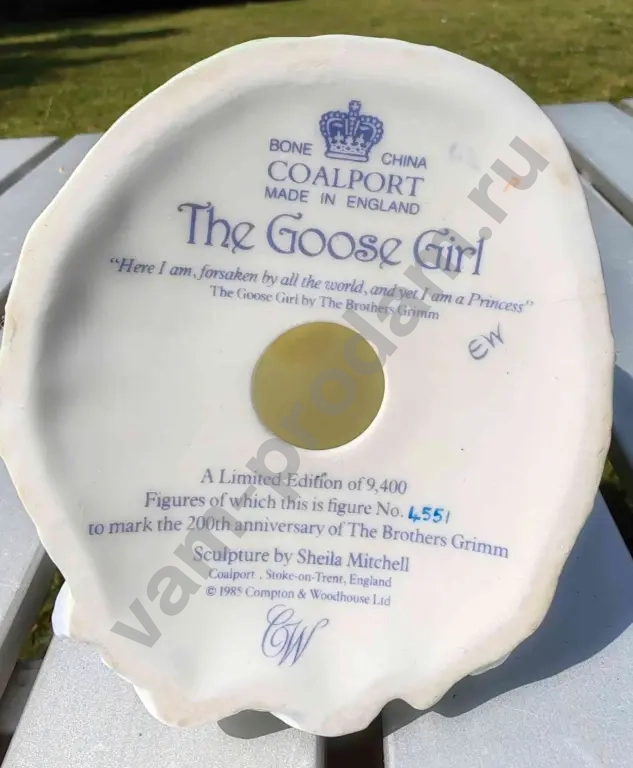 BONE CHINA
COALPORT
MADE IN ENGLAND
The Goose Girl
"Here I am, forsaken by all the world, and yet I am a Princess"
The Goose Girl by The Brothers Grimm
EW
A Limited Edition of 9,400
Figures of which this is figure No. 4551
to mark the 200th anniversary of The Brothers Grimm
Sculpture by Sheila Mitchell
Coalport . Stoke-on-Trent, England
© 1985 Compton & Woodhouse Ltd
CW
vam-prodam.ru